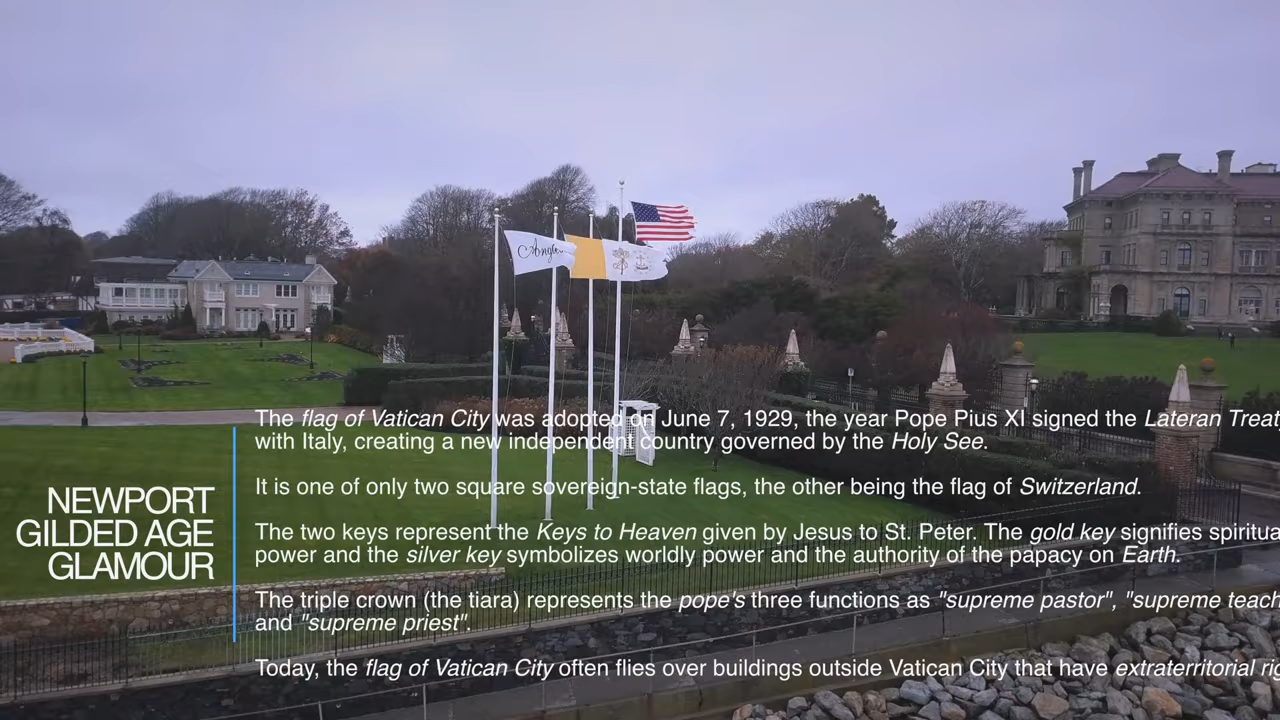 The flag of Vatican City was adopted on June 7, 1929, the year Pope Pius XI signed the Lateran Treaty
with Italy, creating a new independent country governed by the Holy See.
It is one of only two square sovereign-state flags, the other being the flag of Switzerland.
The two keys represent the Keys to Heaven given by Jesus to St. Peter. The gold key signifies spiritua
power and the silver key symbolizes worldly power and the authority of the papacy on Earth.
The triple crown (the tiara) represents the pope's three functions as "supreme pastor", "supreme teach
and "supreme priest".
Today, the flag of Vatican City often flies over buildings outside Vatican City that have extraterritorial rig
NEWPORT
GILDED AGE
GLAMOUR